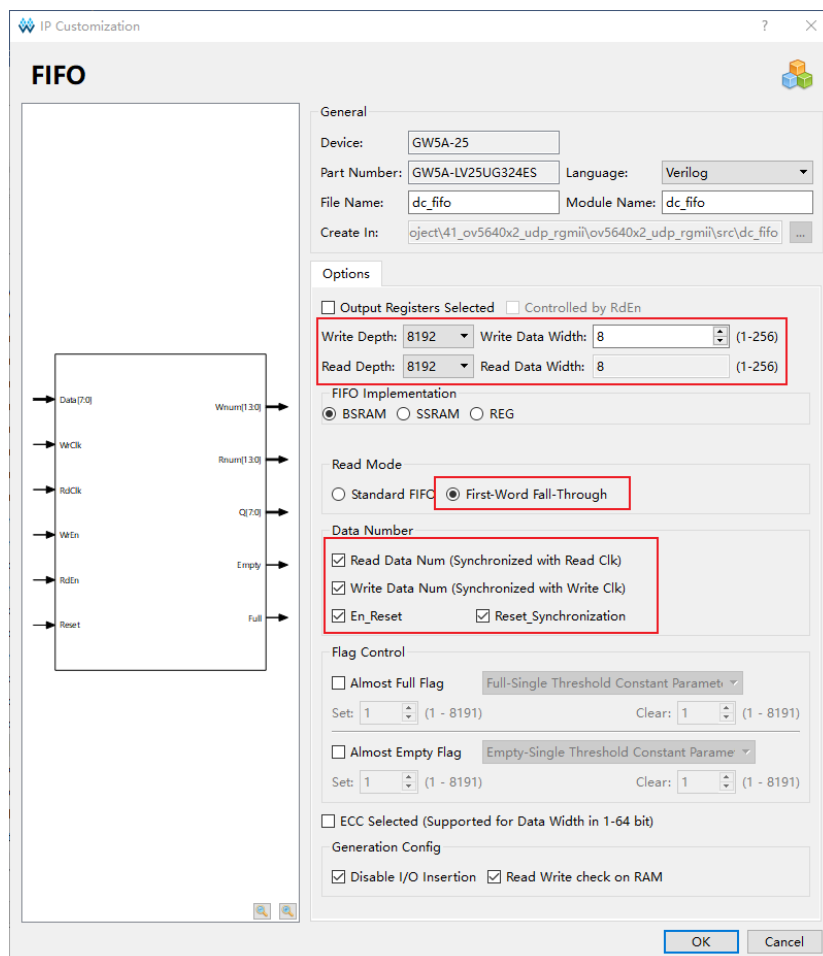 IP Customization ? ×
FIFO
General
Device: GW5A-25
Part Number: GW5A-LV25UG324ES Language: Verilog
File Name: dc_fifo Module Name: dc_fifo
Create In: oject\41_ov5640x2_udp_rgmii\ov5640x2_udp_rgmii\src\dc_fifo ...
Options
Output Registers Selected Controlled by RdEn
Write Depth: 8192 Write Data Width: 8 (1-256)
Read Depth: 8192 Read Data Width: 8 (1-256)
FIFO Implementation
BSRAM SSRAM REG
Read Mode
Standard FIFO First-Word Fall-Through
Data Number
Read Data Num (Synchronized with Read Clk)
Write Data Num (Synchronized with Write Clk)
En_Reset Reset_Synchronization
Flag Control
Almost Full Flag Full-Single Threshold Constant Paramet
Set: 1 (1 - 8191) Clear: 1 (1 - 8191)
Almost Empty Flag Empty-Single Threshold Constant Parame
Set: 1 (1 - 8191) Clear: 1 (1 - 8191)
ECC Selected (Supported for Data Width in 1-64 bit)
Generation Config
Disable I/O Insertion Read Write check on RAM
OK Cancel
Data[7:0]
WrClk
RdClk
WrEn
RdEn
Reset
Wnum[13:0]
Rnum[13:0]
Q[7:0]
Empty
Full